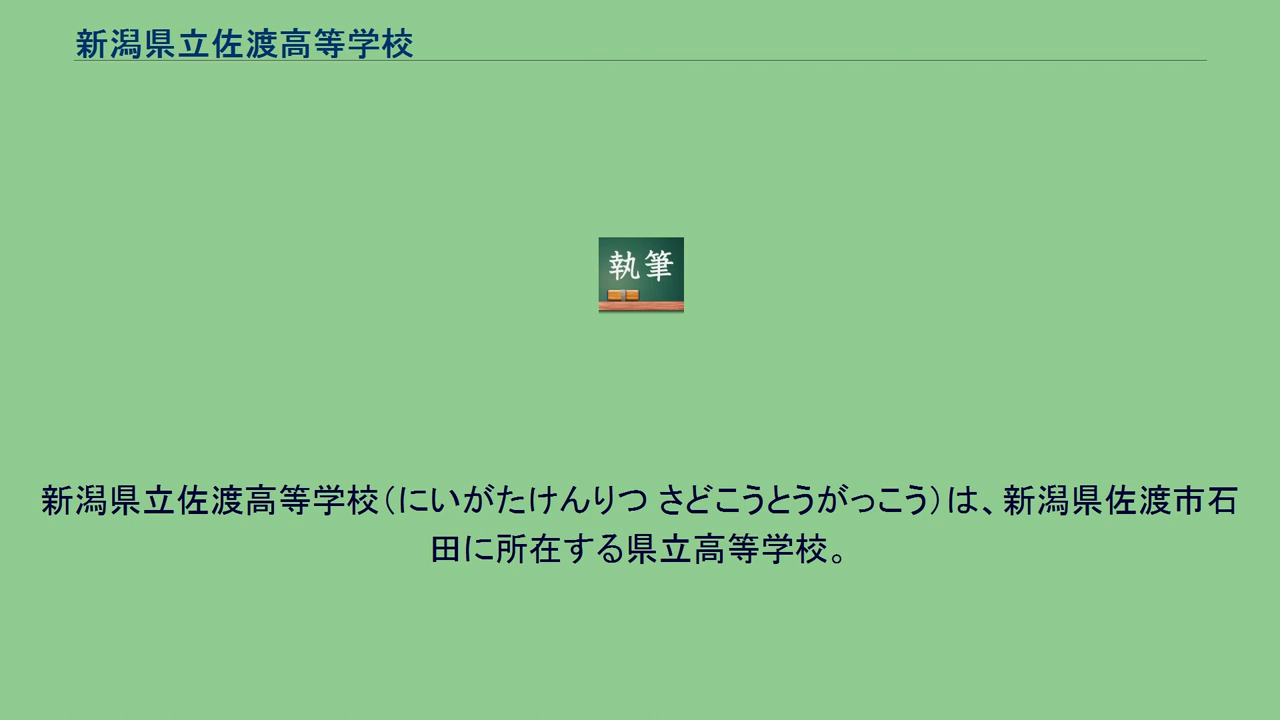 新潟県立佐渡高等学校
執筆
新潟県立佐渡高等学校（にいがたけんりつ さどこうとうがっこう）は、新潟県佐渡市石
田に所在する県立高等学校。